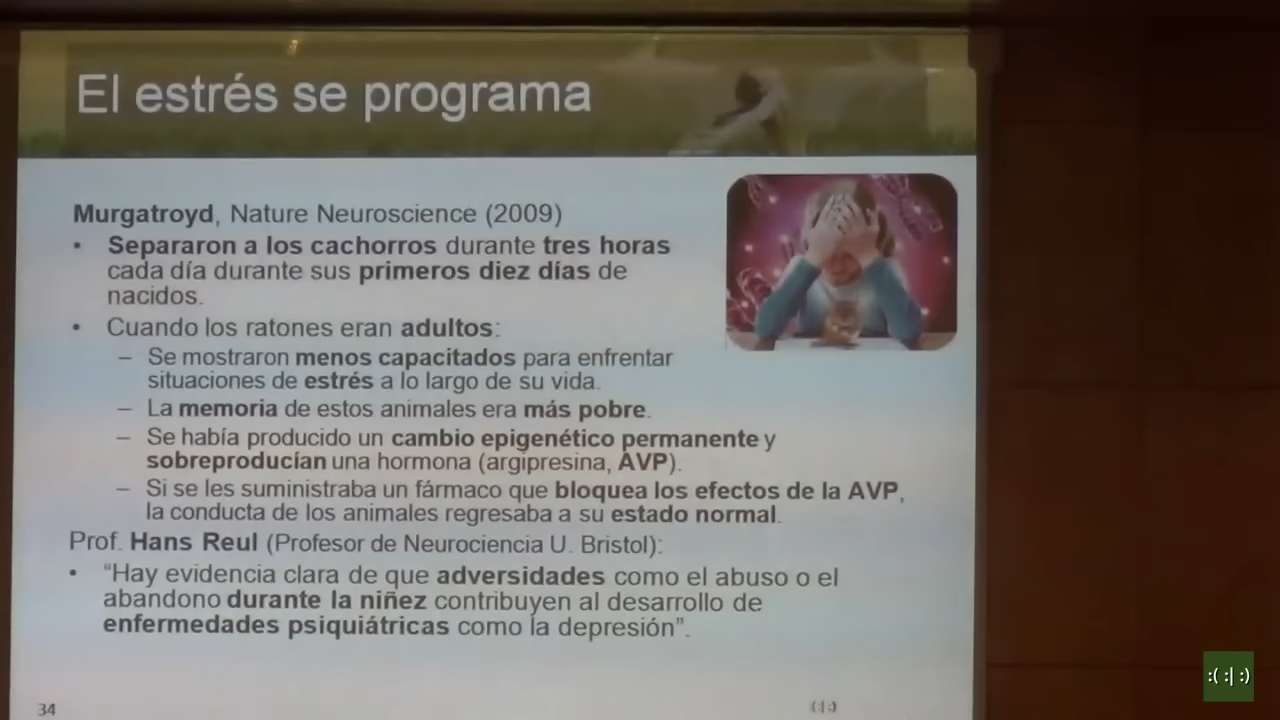 El estrés se programa
Murgatroyd, Nature Neuroscience (2009)
• Separaron a los cachorros durante tres horas
cada día durante sus primeros diez días de
nacidos.
• Cuando los ratones eran adultos:
– Se mostraron menos capacitados para enfrentar
situaciones de estrés a lo largo de su vida.
– La memoria de estos animales era más pobre.
– Se había producido un cambio epigenético permanente y
sobreproducían una hormona (argipresina, AVP).
– Si se les suministraba un fármaco que bloquea los efectos de la AVP,
la conducta de los animales regresaba a su estado normal.
Prof. Hans Reul (Profesor de Neurociencia U. Bristol):
• “Hay evidencia clara de que adversidades como el abuso o el
abandono durante la niñez contribuyen al desarrollo de
enfermedades psiquiátricas como la depresión”.
34
:( :| :)